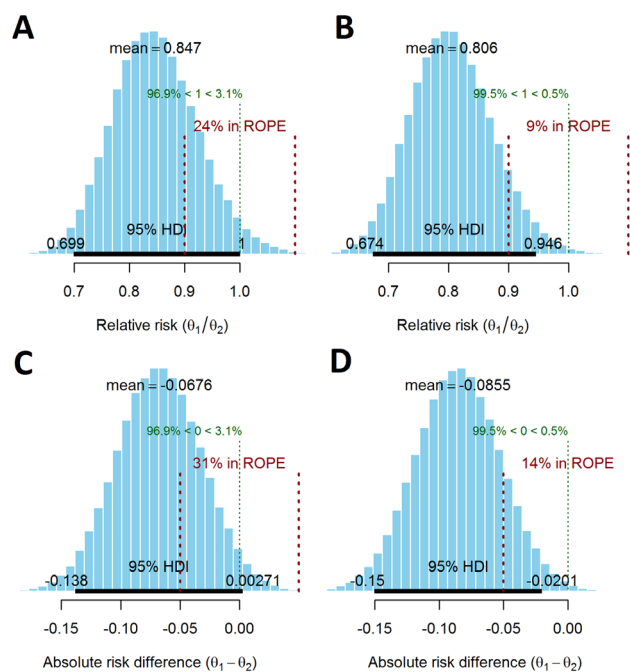 A
mean = 0.847
96.9% < 1 < 3.1%
24% in ROPE
95% HDI
0.699
1
0.7 0.8 0.9 1.0
Relative risk (θ₁/θ₂)
B
mean = 0.806
99.5% < 1 < 0.5%
9% in ROPE
95% HDI
0.674
0.946
0.7 0.8 0.9 1.0
Relative risk (θ₁/θ₂)
C
mean = -0.0676
96.9% < 0 < 3.1%
31% in ROPE
95% HDI
-0.138
0.00271
-0.15 -0.10 -0.05 0.00
Absolute risk difference (θ₁−θ₂)
D
mean = -0.0855
99.5% < 0 < 0.5%
14% in ROPE
95% HDI
-0.15
-0.0201
-0.15 -0.10 -0.05 0.00
Absolute risk difference (θ₁−θ₂)